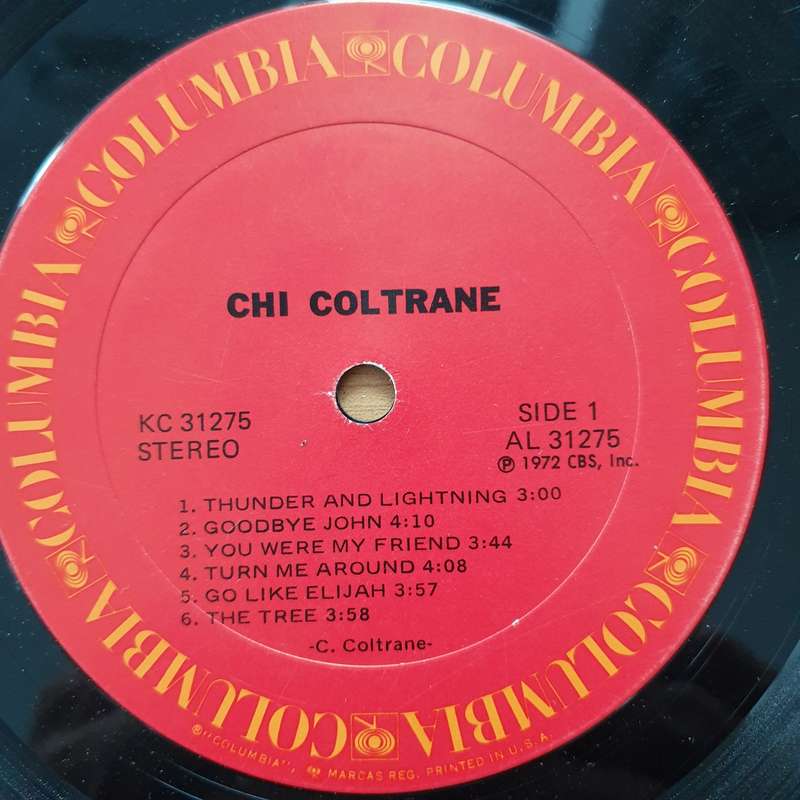 COLUMBIA COLUMBIA COLUMBIA COLUMBIA COLUMBIA COLUMBIA COLUMBIA COLUMBIA
CHI COLTRANE
KC 31275
STEREO
SIDE 1
AL 31275
Ⓟ 1972 CBS, Inc.
1. THUNDER AND LIGHTNING 3:00
2. GOODBYE JOHN 4:10
3. YOU WERE MY FRIEND 3:44
4. TURN ME AROUND 4:08
5. GO LIKE ELIJAH 3:57
6. THE TREE 3:58
-C. Coltrane-
®"COLUMBIA", MARCAS REG. PRINTED IN U.S.A.